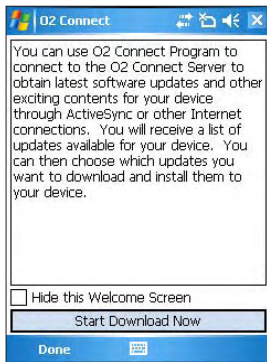 O2 Connect
You can use O2 Connect Program to
connect to the O2 Connect Server to
obtain latest software updates and other
exciting contents for your device
through ActiveSync or other Internet
connections.  You will receive a list of
updates available for your device.  You
can then choose which updates you
want to download and install them to
your device.
Hide this Welcome Screen
Start Download Now
Done